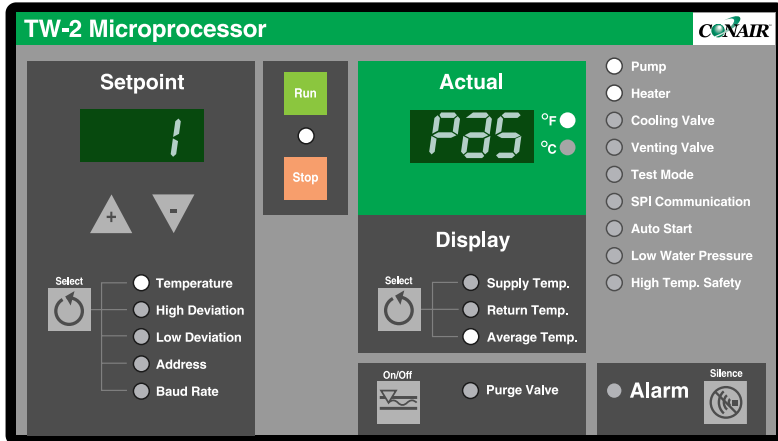 TW-2 Microprocessor
CONAIR
Setpoint
1
+
-
Select
Temperature
High Deviation
Low Deviation
Address
Baud Rate
Run
Stop
Actual
PAS
°F
°C
Display
Select
Supply Temp.
Return Temp.
Average Temp.
On/Off
Purge Valve
Pump
Heater
Cooling Valve
Venting Valve
Test Mode
SPI Communication
Auto Start
Low Water Pressure
High Temp. Safety
Alarm
Silence